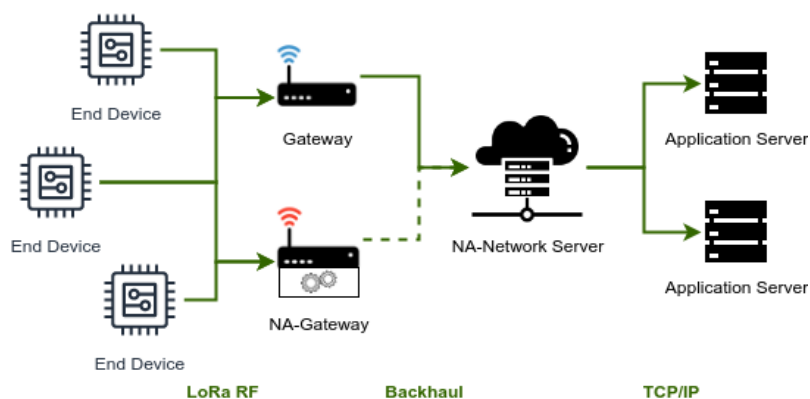 End Device
Gateway
Application Server
End Device
NA-Network Server
Application Server
NA-Gateway
End Device
LoRa RF
Backhaul
TCP/IP